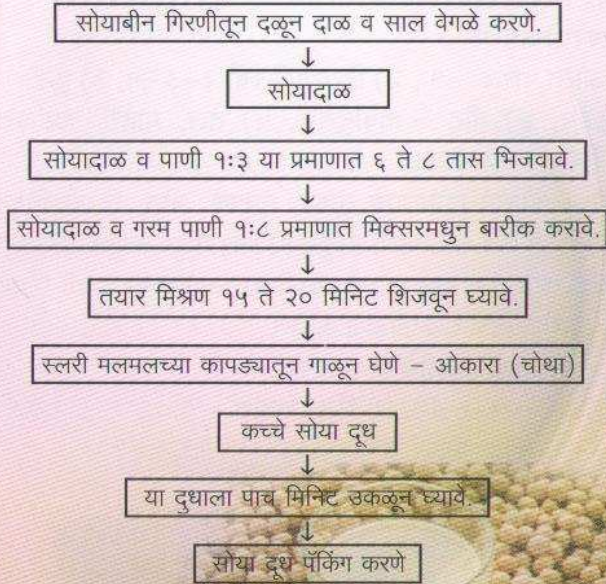 सोयाबीन गिरणीतून दळून दाळ व साल वेगळे करणे.
सोयादाळ
सोयादाळ व पाणी १:३ या प्रमाणात ६ ते ८ तास भिजवावे.
सोयादाळ व गरम पाणी १:८ प्रमाणात मिक्सरमधुन बारीक करावे.
तयार मिश्रण १५ ते २० मिनिट शिजवून घ्यावे.
स्लरी मलमलच्या कापड्यातून गाळून घेणे – ओकारा (चोथा)
कच्चे सोया दूध
या दुधाला पाच मिनिट उकळून घ्यावे.
सोया दूध पॅकिंग करणे